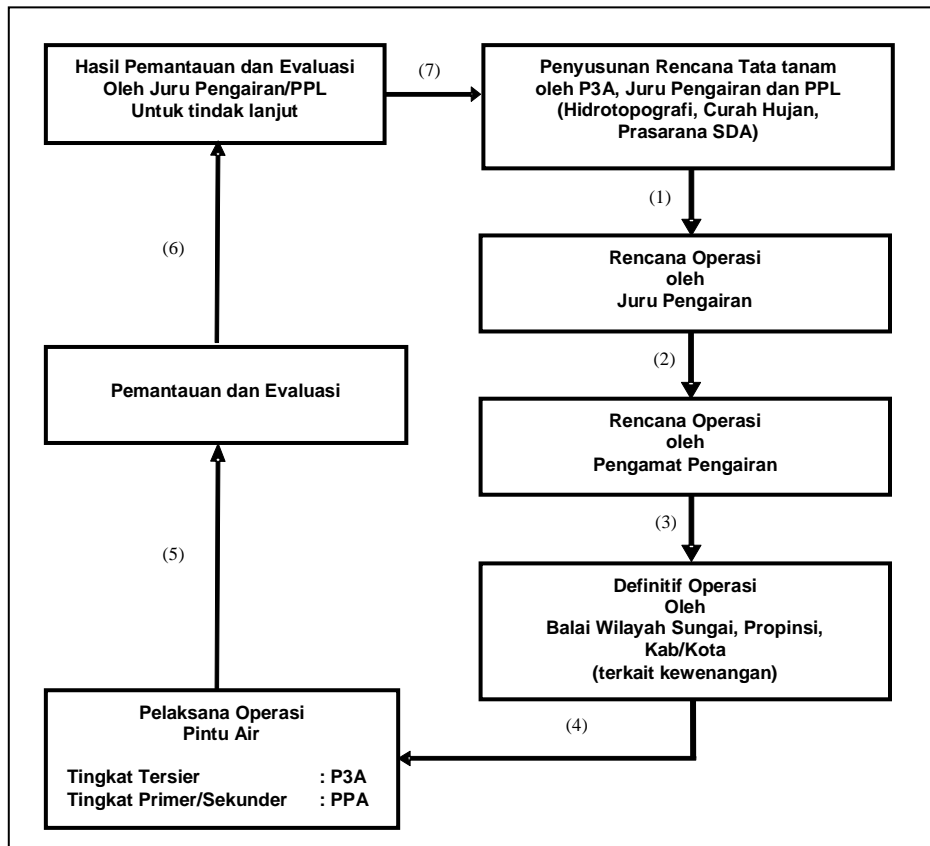 Hasil Pemantauan dan Evaluasi
Oleh Juru Pengairan/PPL
Untuk tindak lanjut
(7)
Penyusunan Rencana Tata tanam
oleh P3A, Juru Pengairan dan PPL
(Hidrotopografi, Curah Hujan,
Prasarana SDA)
(1)
Rencana Operasi
oleh
Juru Pengairan
(2)
Rencana Operasi
oleh
Pengamat Pengairan
(3)
Definitif Operasi
Oleh
Balai Wilayah Sungai, Propinsi,
Kab/Kota
(terkait kewenangan)
(4)
Pelaksana Operasi
Pintu Air
Tingkat Tersier : P3A
Tingkat Primer/Sekunder : PPA
(5)
Pemantauan dan Evaluasi
(6)